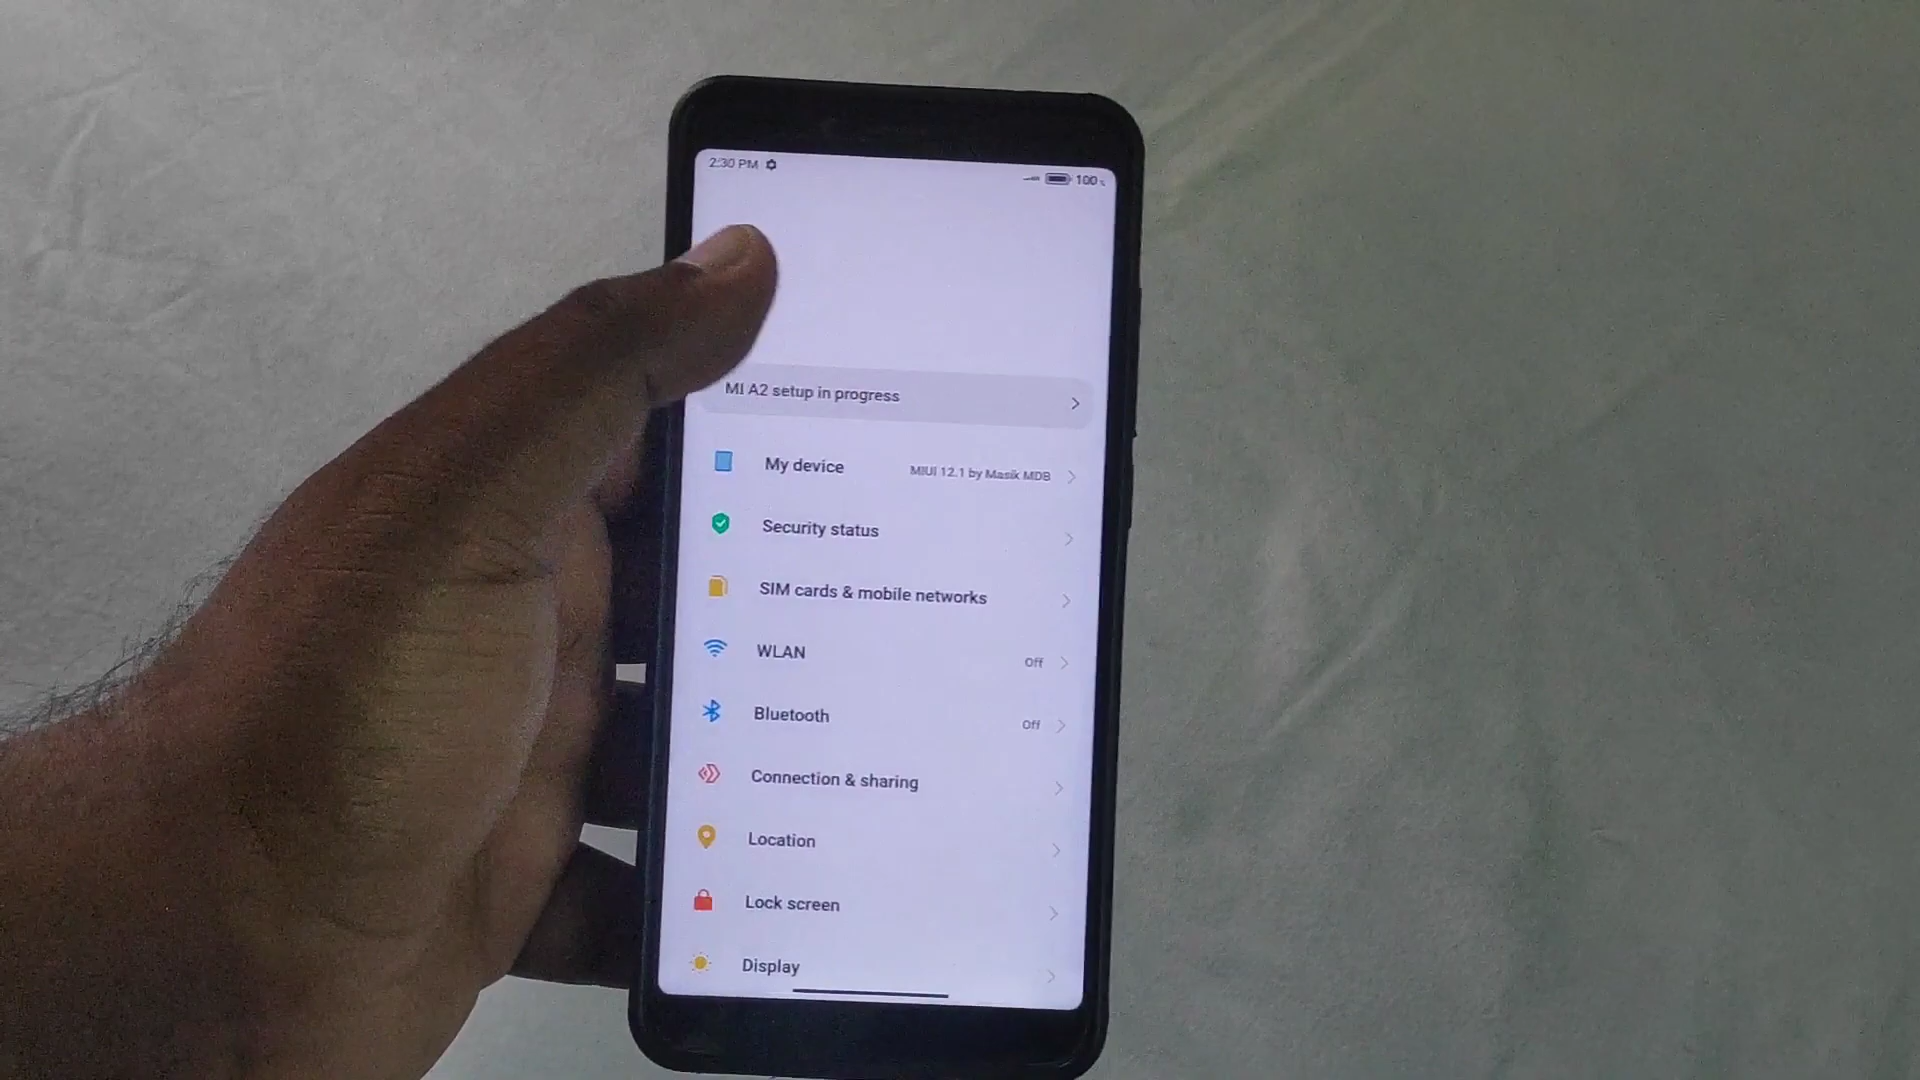 2:30 PM
100
MI A2 setup in progress
My device MIUI 12.1 by Masik MDB
Security status
SIM cards & mobile networks
WLAN Off
Bluetooth Off
Connection & sharing
Location
Lock screen
Display